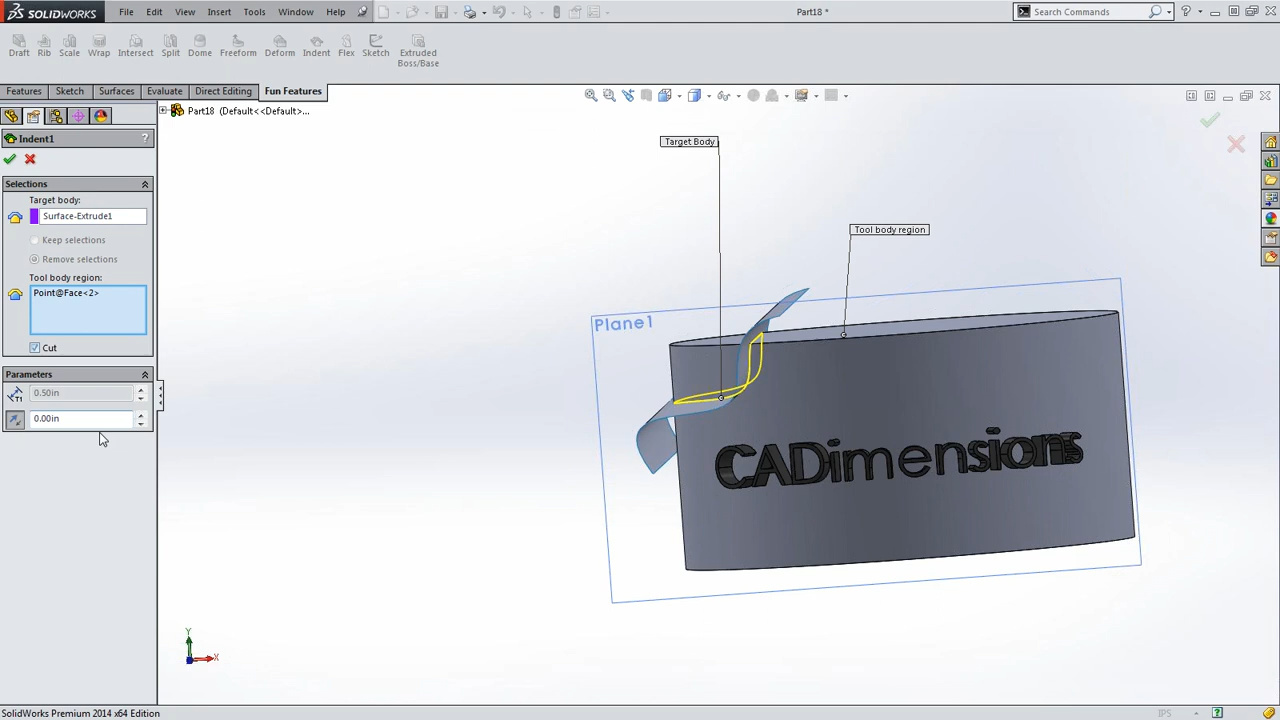 SOLIDWORKS File Edit View Insert Tools Window Help Part18 * Search Commands
Draft Rib Scale Wrap Intersect Split Dome Freeform Deform Indent Flex Sketch Extruded
Boss/Base
Features Sketch Surfaces Evaluate Direct Editing Fun Features
Part18 (Default<<Default>...
Indent1 ?
Selections
Target body:
Surface-Extrude1
Keep selections
Remove selections
Tool body region:
Point@Face<2>
Cut
Parameters
0.50in
0.00in
Target Body
Tool body region
Plane1
CADimensions
Y
X
SolidWorks Premium 2014 x64 Edition IPS ?